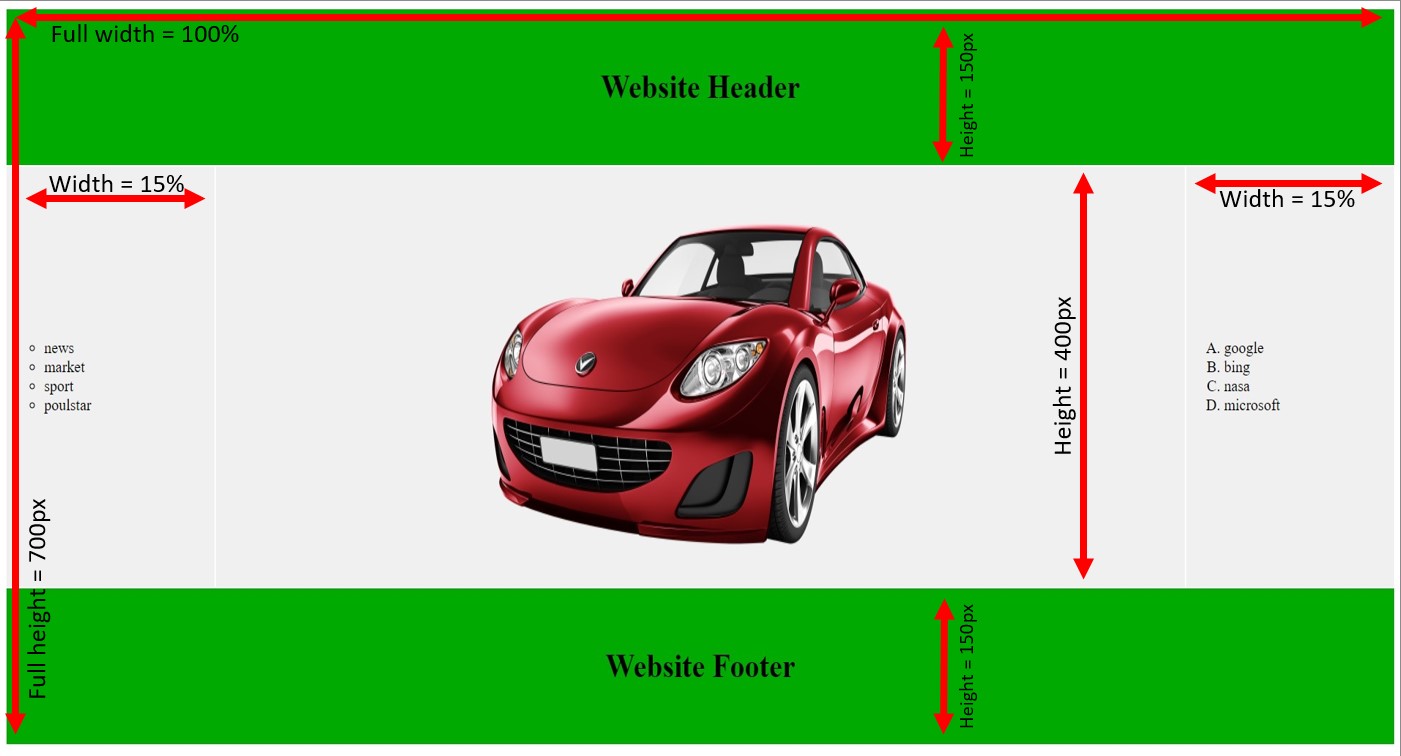 Full width = 100%
Website Header
Height = 150px
Width = 15%
Width = 15%
Height = 400px
news
market
sport
poulstar
A. google
B. bing
C. nasa
D. microsoft
Full height = 700px
Website Footer
Height = 150px